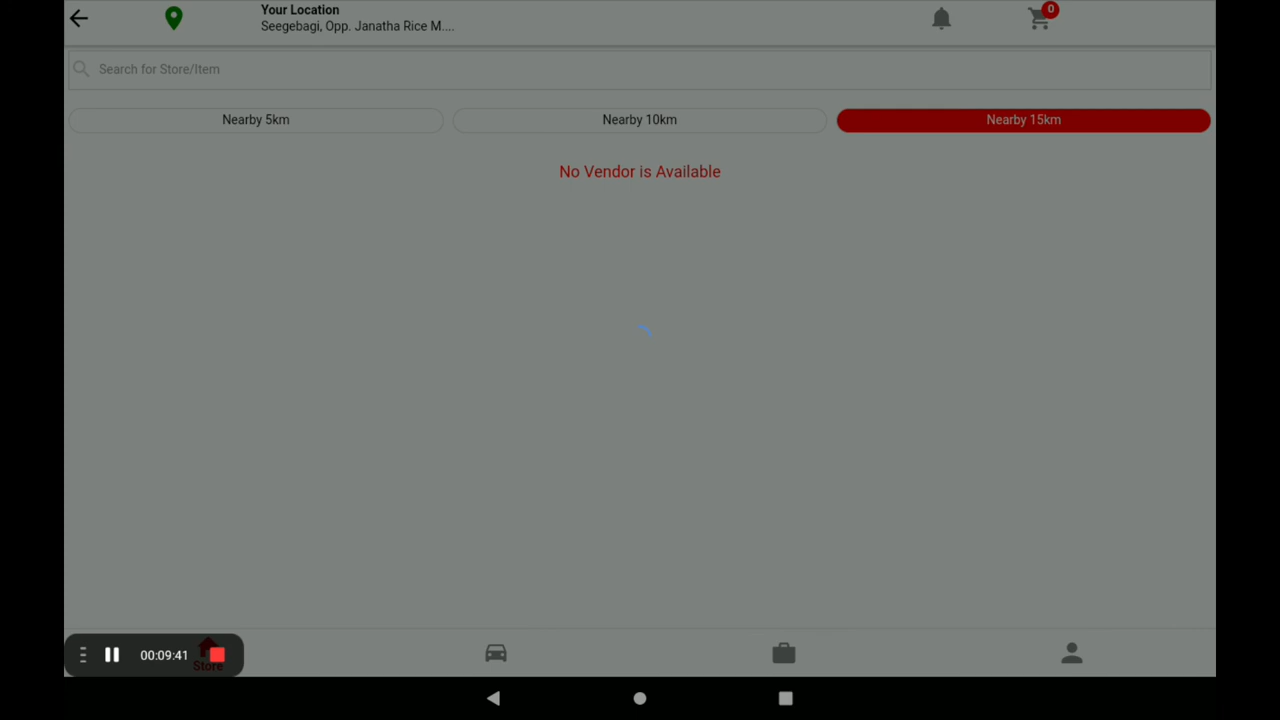 Your Location
Seegebagi, Opp. Janatha Rice M....
0
Search for Store/Item
Nearby 5km
Nearby 10km
Nearby 15km
No Vendor is Available
00:09:41
Store